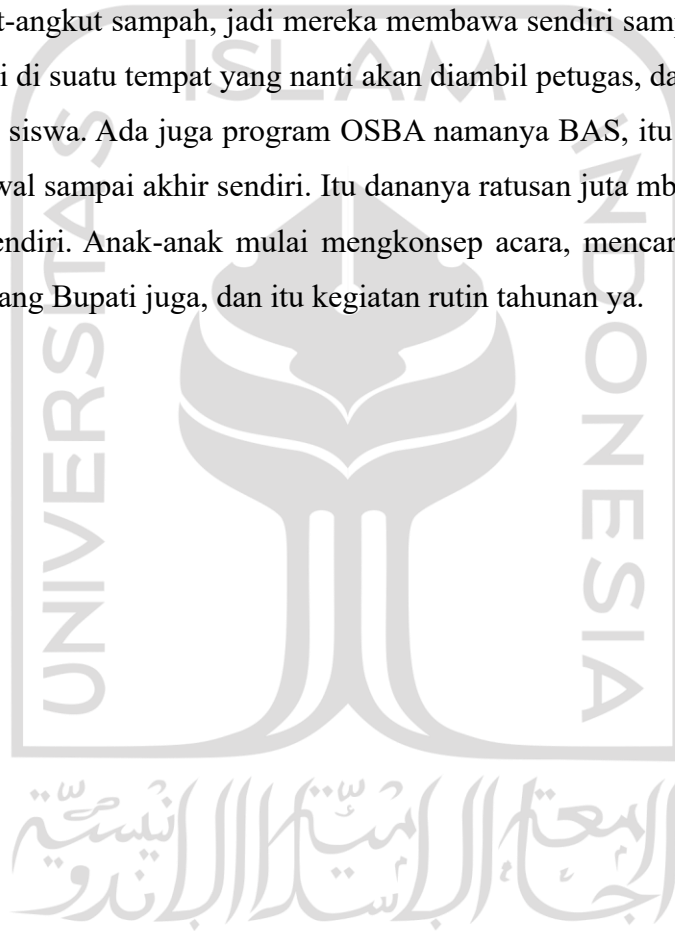 t-angkut sampah, jadi mereka membawa sendiri samp
i di suatu tempat yang nanti akan diambil petugas, da
siswa. Ada juga program OSBA namanya BAS, itu
wal sampai akhir sendiri. Itu dananya ratusan juta mb
endiri. Anak-anak mulai mengkonsep acara, mencar
ang Bupati juga, dan itu kegiatan rutin tahunan ya.
ISLAM
UNIVERSITAS
INDONESIA